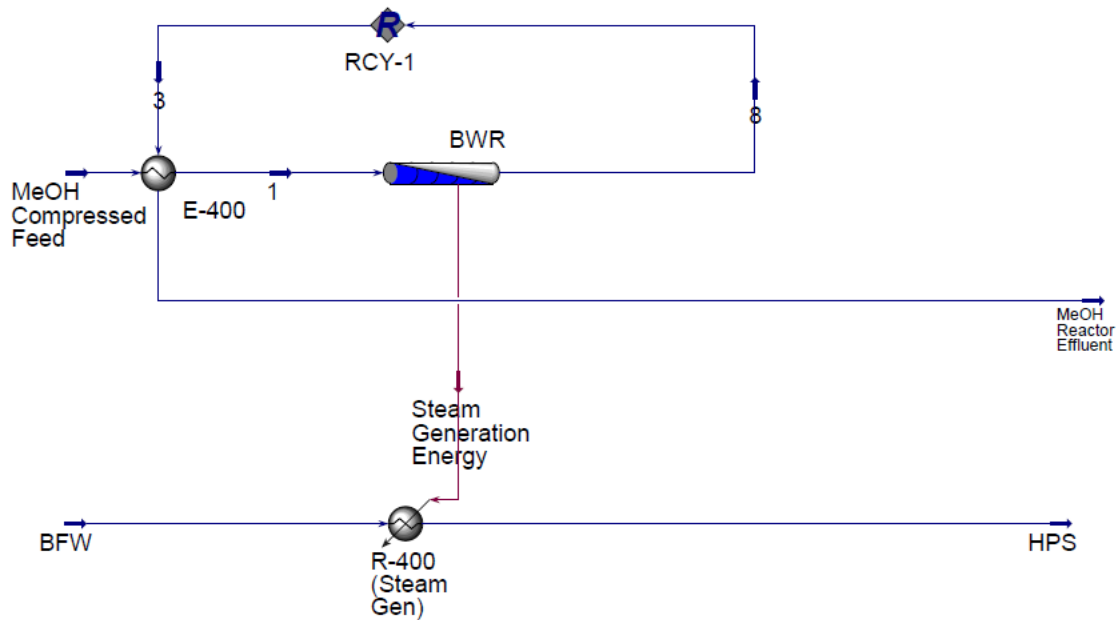 R
RCY-1
3
8
BWR
MeOH
Compressed
Feed
E-400
1
MeOH
Reactor
Effluent
Steam
Generation
Energy
BFW
R-400
(Steam
Gen)
HPS